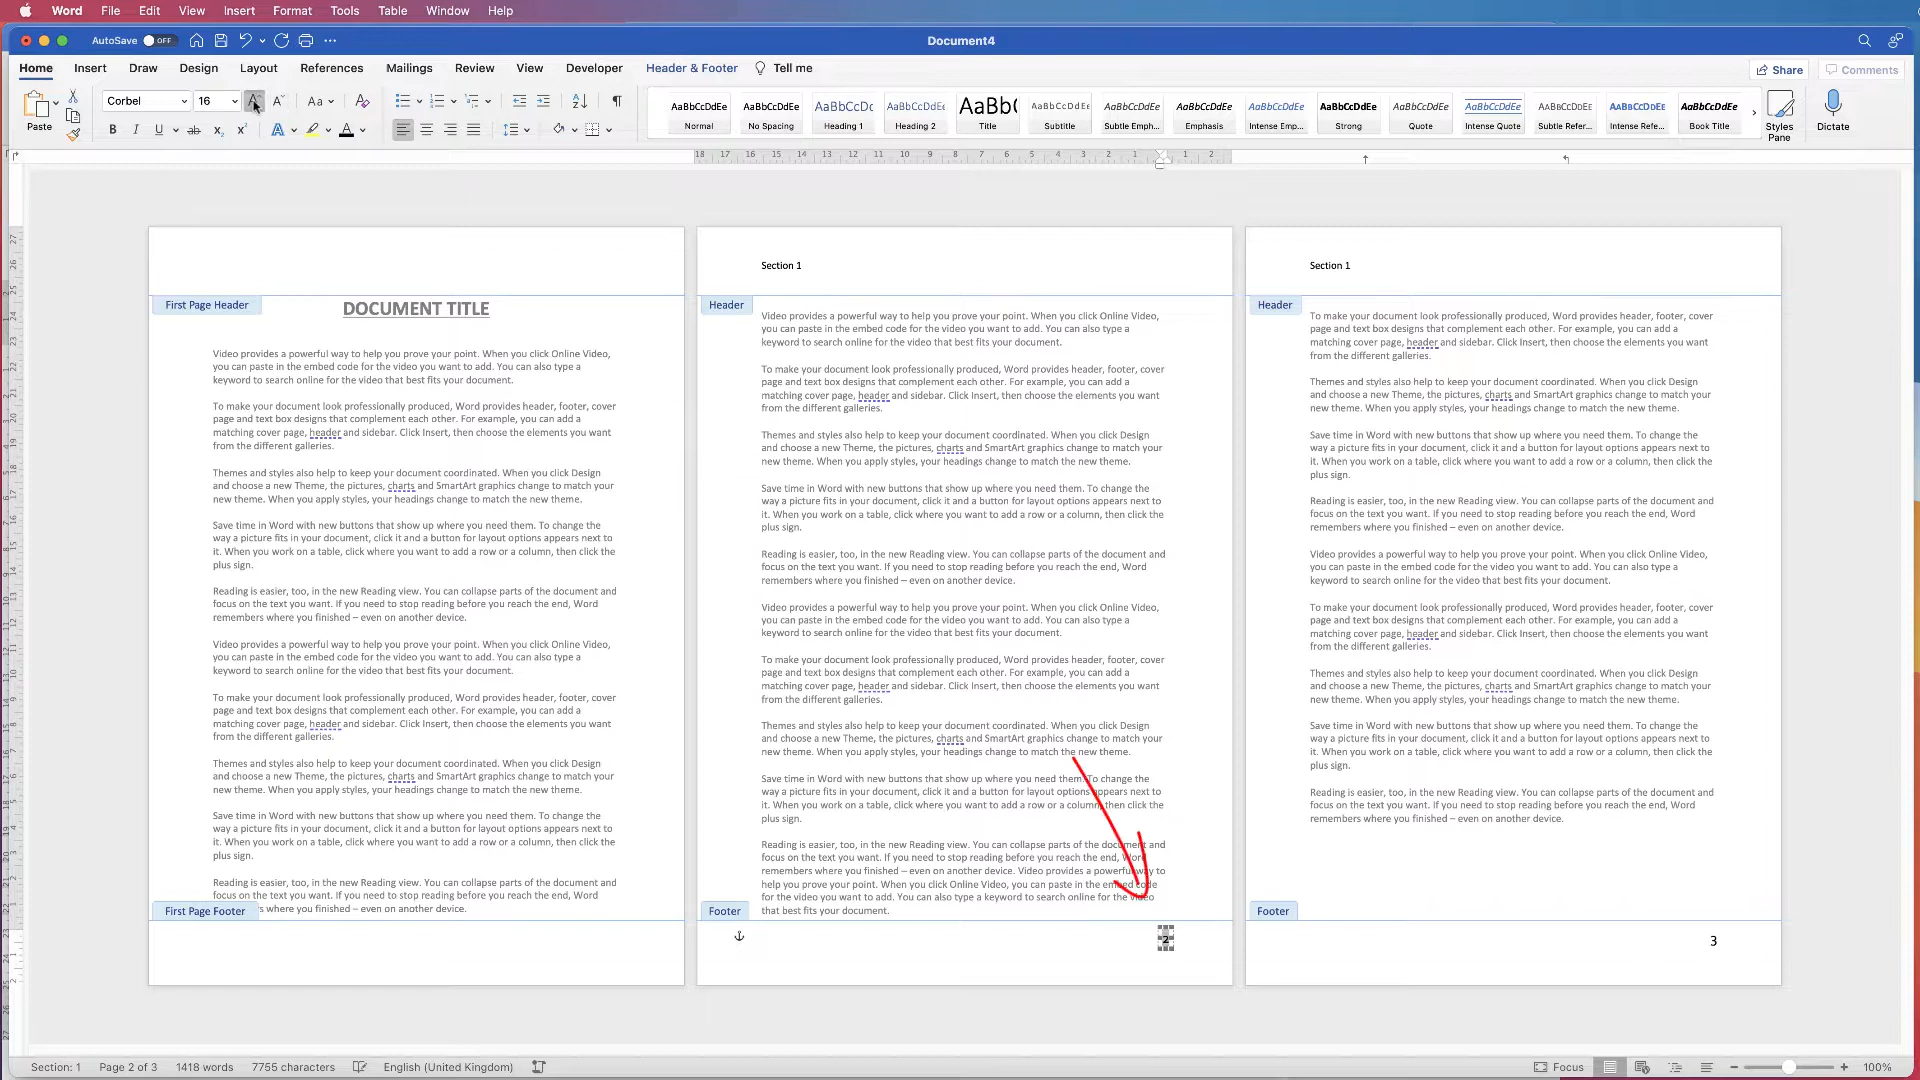 Word File Edit View Insert Format Tools Table Window Help
AutoSave OFF
Document4
Home Insert Draw Design Layout References Mailings Review View Developer Header & Footer Tell me
Share Comments
Paste
Corbel 16
Aa
B I U ab X₂ X² A A
AaBbCcDdEe Normal
AaBbCcDdEe No Spacing
AaBbCcDc Heading 1
AaBbCcDdEe Heading 2
AaBb( Title
AaBbCcDdEe Subtitle
AaBbCcDdEe Subtle Emph...
AaBbCcDdEe Emphasis
AaBbCcDdEe Intense Emp...
AaBbCcDdEe Strong
AaBbCcDdEe Quote
AaBbCcDdEe Intense Quote
AaBbCcDdEe Subtle Refer...
AaBbCcDdEe Intense Refe...
AaBbCcDdEe Book Title
Styles Pane
Dictate
18 17 16 15 14 13 12 11 10 9 8 7 6 5 4 3 2 1 1 2
First Page Header
DOCUMENT TITLE
Video provides a powerful way to help you prove your point. When you click Online Video,
you can paste in the embed code for the video you want to add. You can also type a
keyword to search online for the video that best fits your document.
To make your document look professionally produced, Word provides header, footer, cover
page and text box designs that complement each other. For example, you can add a
matching cover page, header and sidebar. Click Insert, then choose the elements you want
from the different galleries.
Themes and styles also help to keep your document coordinated. When you click Design
and choose a new Theme, the pictures, charts and SmartArt graphics change to match your
new theme. When you apply styles, your headings change to match the new theme.
Save time in Word with new buttons that show up where you need them. To change the
way a picture fits in your document, click it and a button for layout options appears next to
it. When you work on a table, click where you want to add a row or a column, then click the
plus sign.
Reading is easier, too, in the new Reading view. You can collapse parts of the document and
focus on the text you want. If you need to stop reading before you reach the end, Word
remembers where you finished – even on another device.
Video provides a powerful way to help you prove your point. When you click Online Video,
you can paste in the embed code for the video you want to add. You can also type a
keyword to search online for the video that best fits your document.
To make your document look professionally produced, Word provides header, footer, cover
page and text box designs that complement each other. For example, you can add a
matching cover page, header and sidebar. Click Insert, then choose the elements you want
from the different galleries.
Themes and styles also help to keep your document coordinated. When you click Design
and choose a new Theme, the pictures, charts and SmartArt graphics change to match your
new theme. When you apply styles, your headings change to match the new theme.
Save time in Word with new buttons that show up where you need them. To change the
way a picture fits in your document, click it and a button for layout options appears next to
it. When you work on a table, click where you want to add a row or a column, then click the
plus sign.
Reading is easier, too, in the new Reading view. You can collapse parts of the document and
focus on the text you want. If you need to stop reading before you reach the end, Word
s where you finished – even on another device.
First Page Footer
Section 1
Header
Video provides a powerful way to help you prove your point. When you click Online Video,
you can paste in the embed code for the video you want to add. You can also type a
keyword to search online for the video that best fits your document.
To make your document look professionally produced, Word provides header, footer, cover
page and text box designs that complement each other. For example, you can add a
matching cover page, header and sidebar. Click Insert, then choose the elements you want
from the different galleries.
Themes and styles also help to keep your document coordinated. When you click Design
and choose a new Theme, the pictures, charts and SmartArt graphics change to match your
new theme. When you apply styles, your headings change to match the new theme.
Save time in Word with new buttons that show up where you need them. To change the
way a picture fits in your document, click it and a button for layout options appears next to
it. When you work on a table, click where you want to add a row or a column, then click the
plus sign.
Reading is easier, too, in the new Reading view. You can collapse parts of the document and
focus on the text you want. If you need to stop reading before you reach the end, Word
remembers where you finished – even on another device.
Video provides a powerful way to help you prove your point. When you click Online Video,
you can paste in the embed code for the video you want to add. You can also type a
keyword to search online for the video that best fits your document.
To make your document look professionally produced, Word provides header, footer, cover
page and text box designs that complement each other. For example, you can add a
matching cover page, header and sidebar. Click Insert, then choose the elements you want
from the different galleries.
Themes and styles also help to keep your document coordinated. When you click Design
and choose a new Theme, the pictures, charts and SmartArt graphics change to match your
new theme. When you apply styles, your headings change to match the new theme.
Save time in Word with new buttons that show up where you need them. To change the
way a picture fits in your document, click it and a button for layout options appears next to
it. When you work on a table, click where you want to add a row or a column, then click the
plus sign.
Reading is easier, too, in the new Reading view. You can collapse parts of the document and
focus on the text you want. If you need to stop reading before you reach the end, Word
remembers where you finished – even on another device. Video provides a powerful way to
help you prove your point. When you click Online Video, you can paste in the embed code
for the video you want to add. You can also type a keyword to search online for the video
that best fits your document.
Footer
2
Section 1
Header
To make your document look professionally produced, Word provides header, footer, cover
page and text box designs that complement each other. For example, you can add a
matching cover page, header and sidebar. Click Insert, then choose the elements you want
from the different galleries.
Themes and styles also help to keep your document coordinated. When you click Design
and choose a new Theme, the pictures, charts and SmartArt graphics change to match your
new theme. When you apply styles, your headings change to match the new theme.
Save time in Word with new buttons that show up where you need them. To change the
way a picture fits in your document, click it and a button for layout options appears next to
it. When you work on a table, click where you want to add a row or a column, then click the
plus sign.
Reading is easier, too, in the new Reading view. You can collapse parts of the document and
focus on the text you want. If you need to stop reading before you reach the end, Word
remembers where you finished – even on another device.
Video provides a powerful way to help you prove your point. When you click Online Video,
you can paste in the embed code for the video you want to add. You can also type a
keyword to search online for the video that best fits your document.
To make your document look professionally produced, Word provides header, footer, cover
page and text box designs that complement each other. For example, you can add a
matching cover page, header and sidebar. Click Insert, then choose the elements you want
from the different galleries.
Themes and styles also help to keep your document coordinated. When you click Design
and choose a new Theme, the pictures, charts and SmartArt graphics change to match your
new theme. When you apply styles, your headings change to match the new theme.
Save time in Word with new buttons that show up where you need them. To change the
way a picture fits in your document, click it and a button for layout options appears next to
it. When you work on a table, click where you want to add a row or a column, then click the
plus sign.
Reading is easier, too, in the new Reading view. You can collapse parts of the document and
focus on the text you want. If you need to stop reading before you reach the end, Word
remembers where you finished – even on another device.
Footer
3
Section: 1 Page 2 of 3 1418 words 7755 characters English (United Kingdom)
Focus 100%